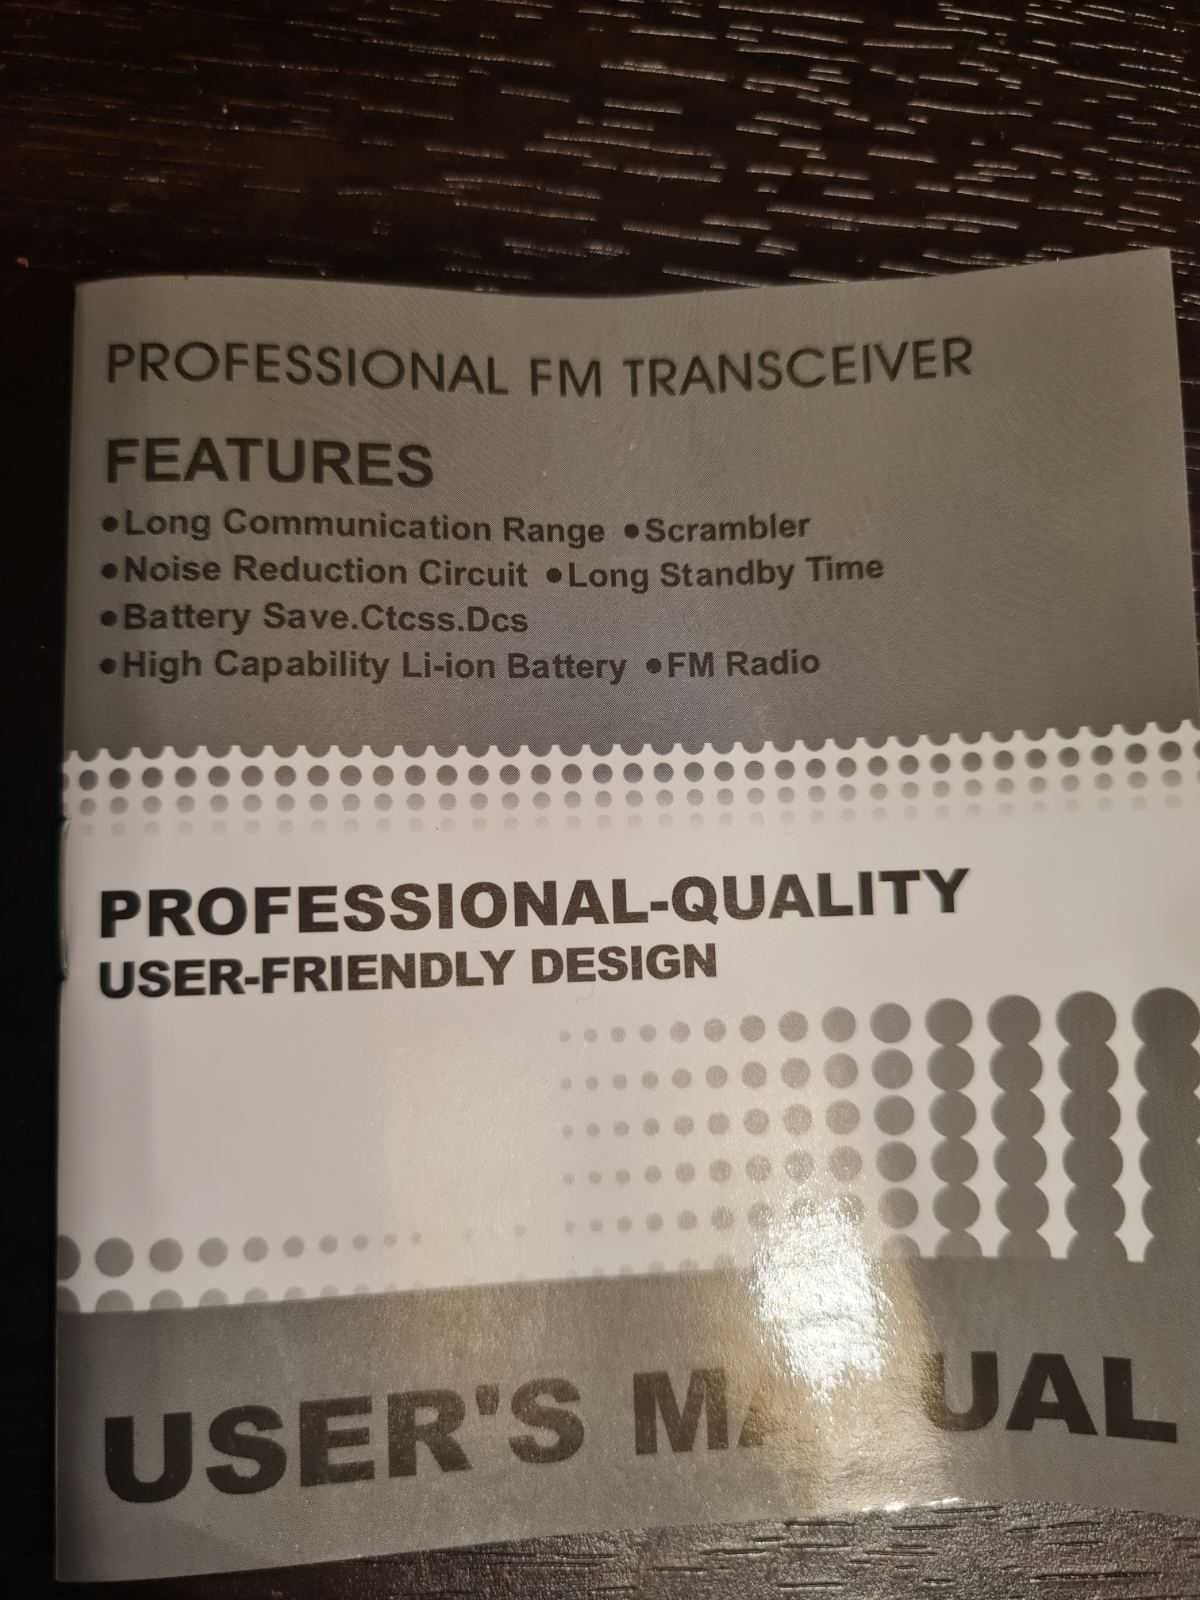 PROFESSIONAL FM TRANSCEIVER
FEATURES
•Long Communication Range •Scrambler
•Noise Reduction Circuit •Long Standby Time
•Battery Save.Ctcss.Dcs
•High Capability Li-ion Battery •FM Radio
PROFESSIONAL-QUALITY
USER-FRIENDLY DESIGN
USER'S MANUAL